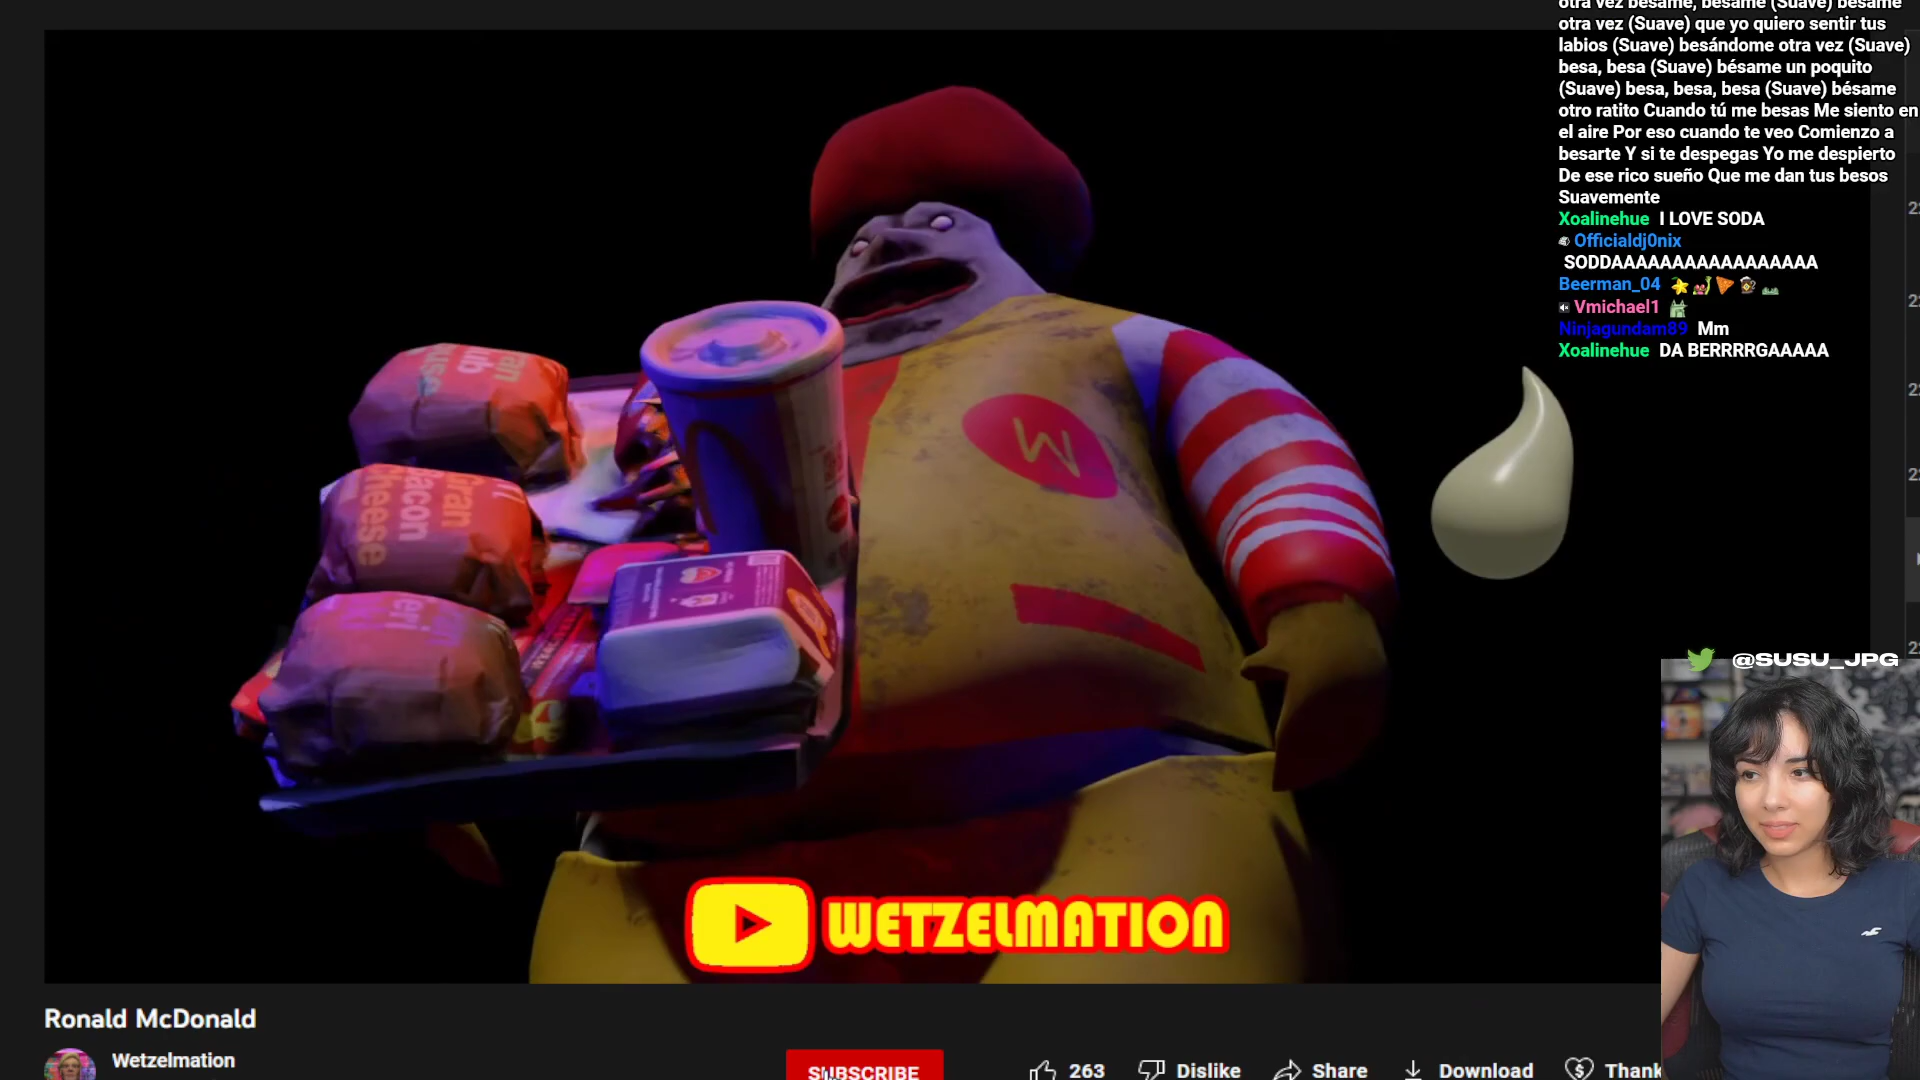 otra vez bésame, bésame (Suave) bésame
otra vez (Suave) que yo quiero sentir tus
labios (Suave) besándome otra vez (Suave)
besa, besa (Suave) bésame un poquito
(Suave) besa, besa, besa (Suave) bésame
otro ratito Cuando tú me besas Me siento en
el aire Por eso cuando te veo Comienzo a
besarte Y si te despegas Yo me despierto
De ese rico sueño Que me dan tus besos
Suavemente
Xoalinehue I LOVE SODA
Officialdj0nix
SODDAAAAAAAAAAAAAAAAA
Beerman_04
Vmichael1
Ninjagundam89 Mm
Xoalinehue DA BERRRRGAAAAA
Gran
Bacon
Cheese
M
@SUSU_JPG
WETZELMATION
Ronald McDonald
Wetzelmation
SUBSCRIBE
263 Dislike Share Download Thank